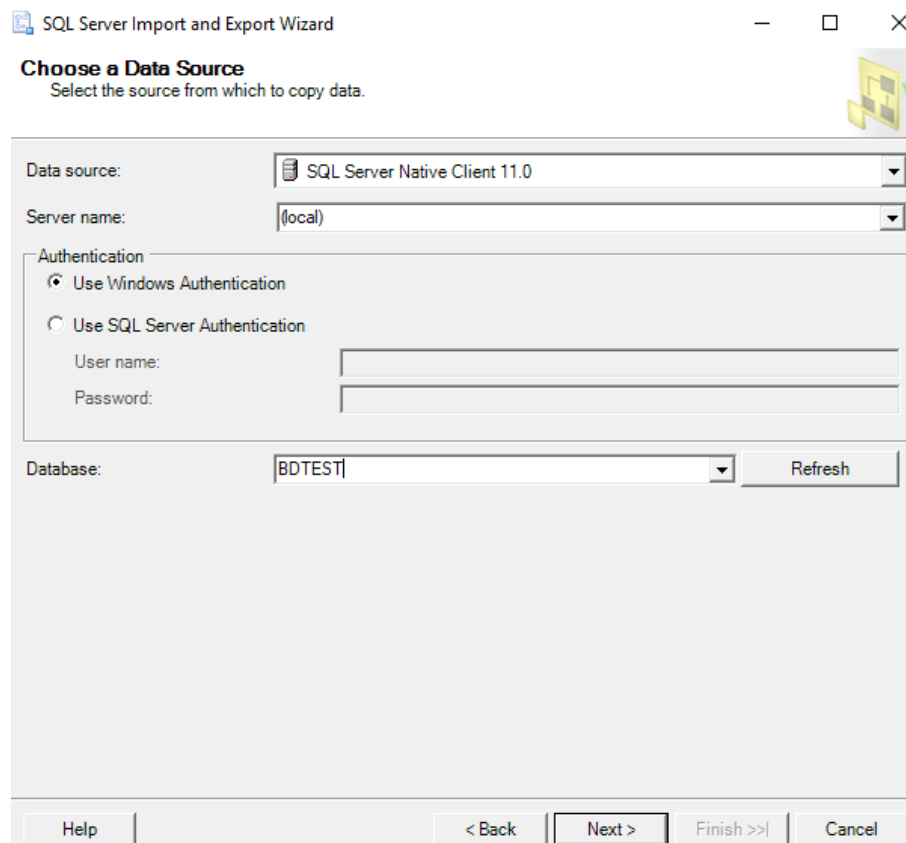 SQL Server Import and Export Wizard
Choose a Data Source
Select the source from which to copy data.
Data source: SQL Server Native Client 11.0
Server name: (local)
Authentication
Use Windows Authentication
Use SQL Server Authentication
User name:
Password:
Database: BDTEST Refresh
Help < Back Next > Finish >>| Cancel